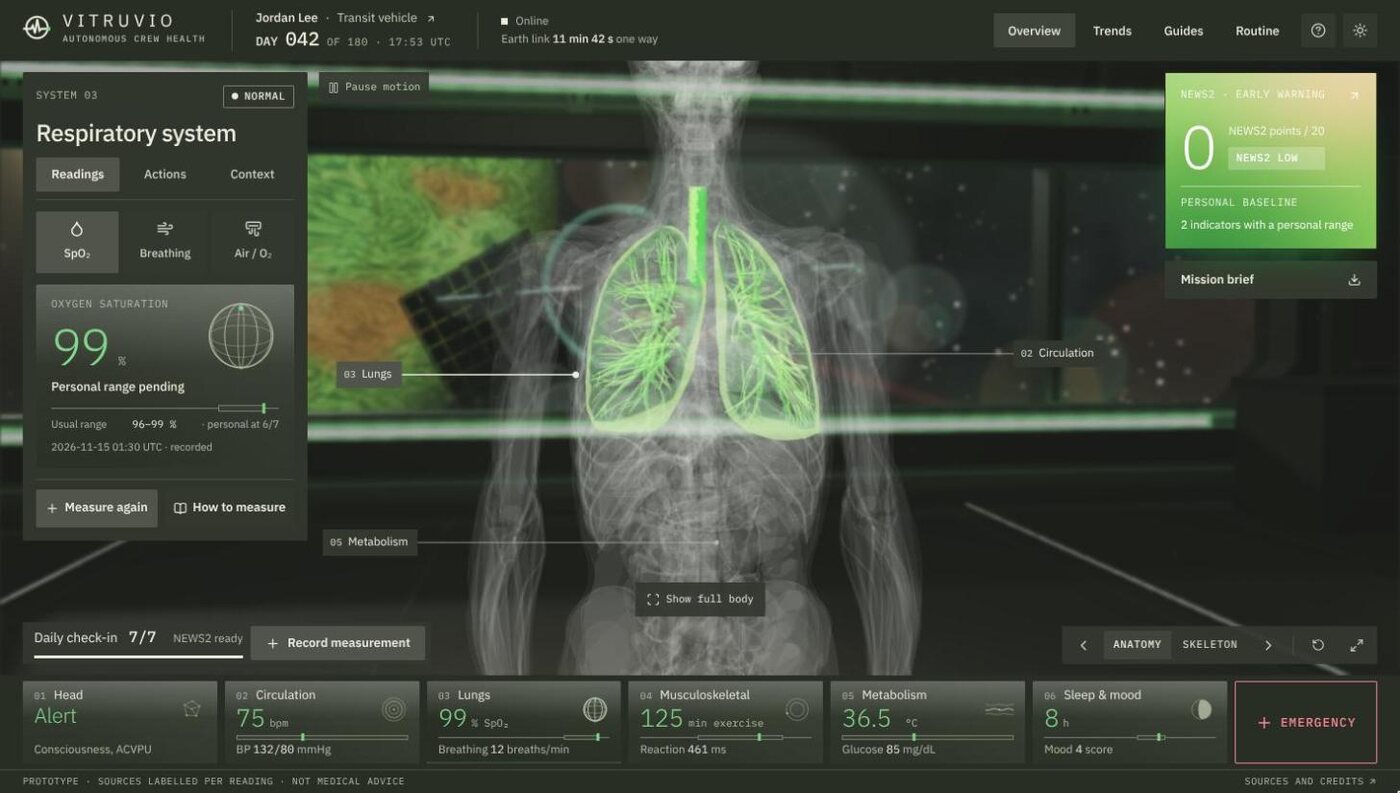 VITRUVIO
AUTONOMOUS CREW HEALTH
Jordan Lee · Transit vehicle ↗
DAY 042 OF 180 · 17:53 UTC
Online
Earth link 11 min 42 s one way
Overview
Trends
Guides
Routine
SYSTEM 03
NORMAL
Respiratory system
Readings
Actions
Context
SpO₂
Breathing
Air / O₂
OXYGEN SATURATION
99 %
Personal range pending
Usual range 96–99 % · personal at 6/7
2026-11-15 01:30 UTC · recorded
+ Measure again
How to measure
Pause motion
03 Lungs
02 Circulation
05 Metabolism
Show full body
NEWS2 · EARLY WARNING ↗
0
NEWS2 points / 20
NEWS2 LOW
PERSONAL BASELINE
2 indicators with a personal range
Mission brief
Daily check-in 7/7 NEWS2 ready
+ Record measurement
ANATOMY
SKELETON
01 Head
Alert
Consciousness, ACVPU
02 Circulation
75 bpm
BP 132/80 mmHg
03 Lungs
99 % SpO₂
Breathing 12 breaths/min
04 Musculoskeletal
125 min exercise
Reaction 461 ms
05 Metabolism
36.5 °C
Glucose 85 mg/dL
06 Sleep & mood
8 h
Mood 4 score
+ EMERGENCY
PROTOTYPE · SOURCES LABELLED PER READING · NOT MEDICAL ADVICE
SOURCES AND CREDITS ↗